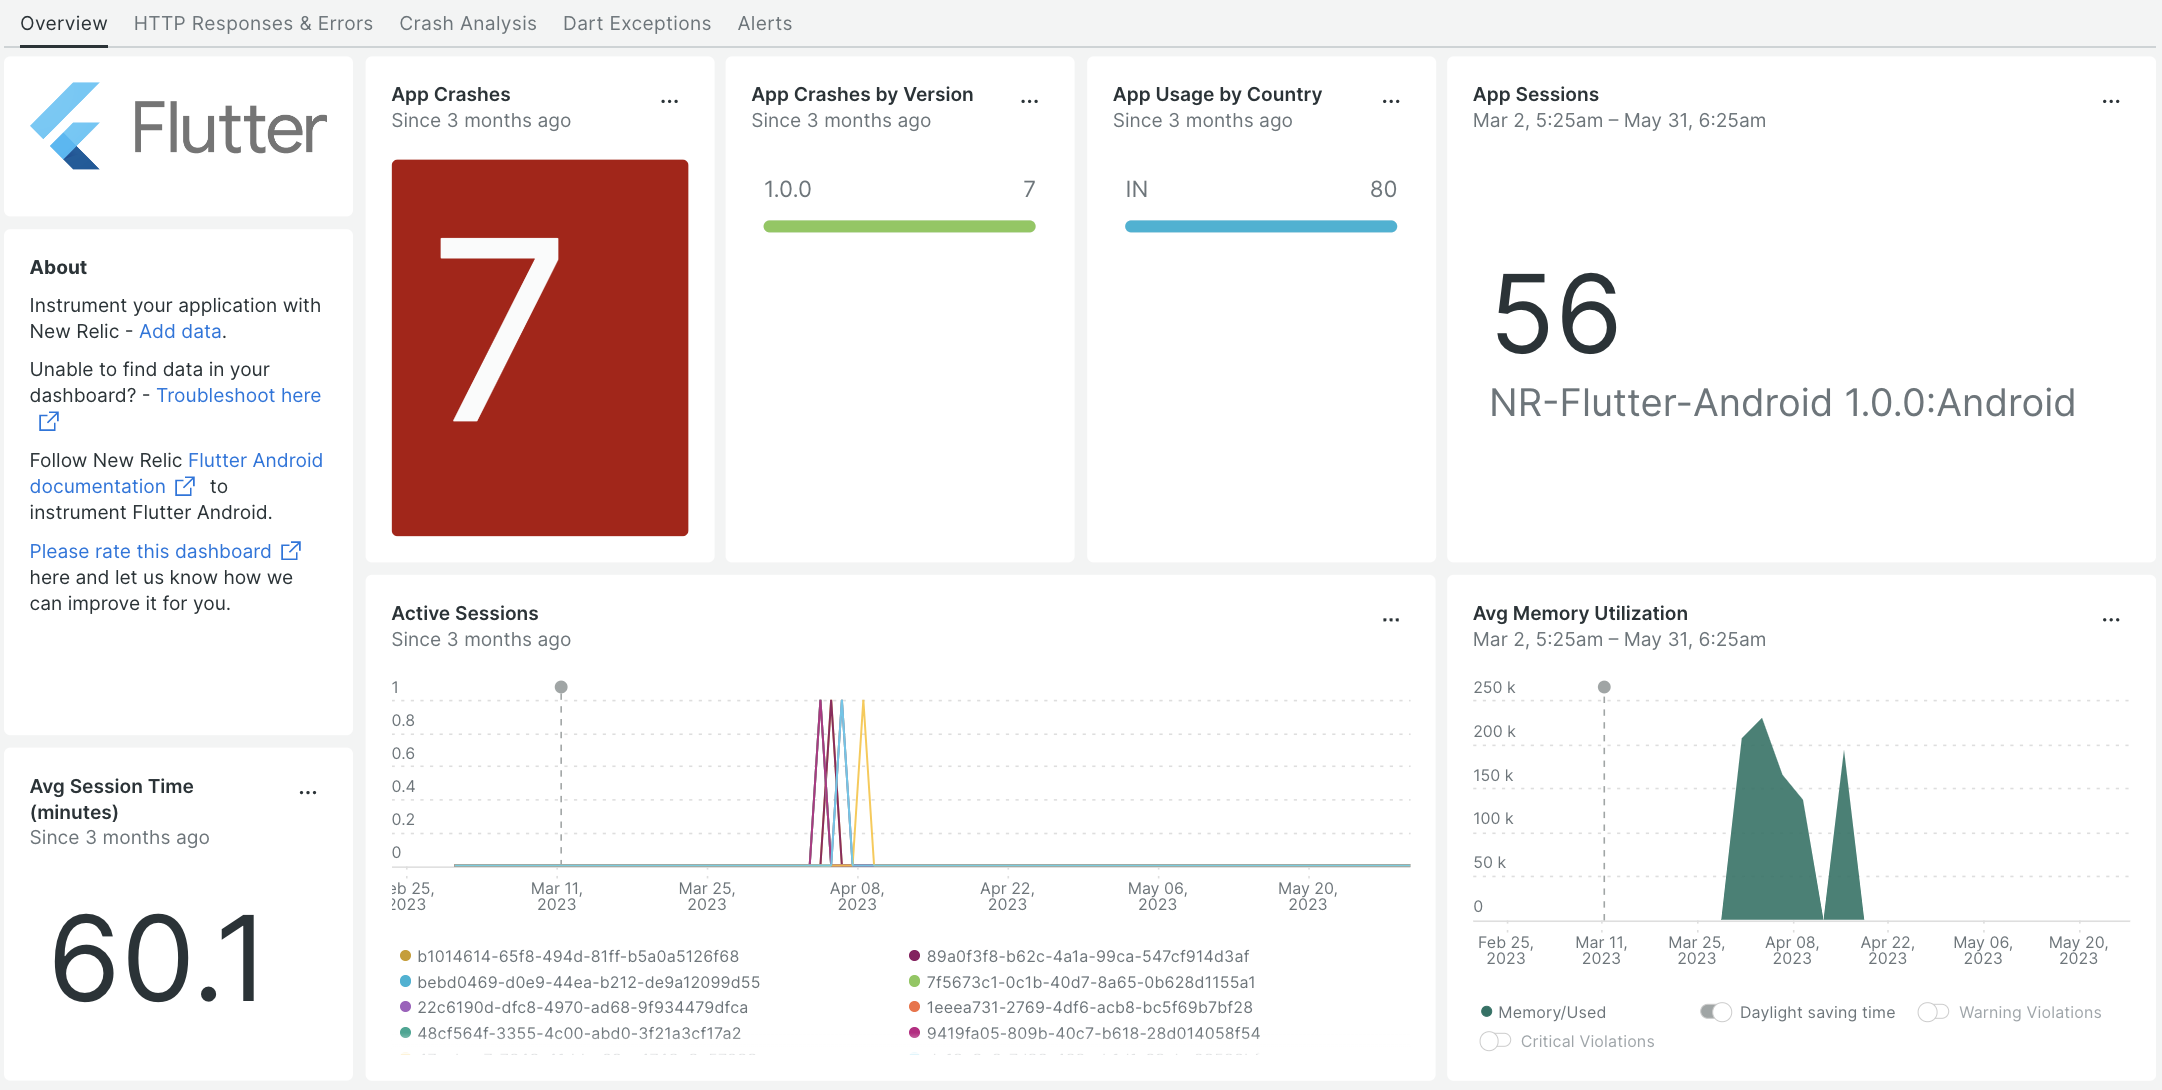 Overview
HTTP Responses & Errors
Crash Analysis
Dart Exceptions
Alerts
Flutter
About
Instrument your application with
New Relic - Add data.
Unable to find data in your
dashboard? - Troubleshoot here
Follow New Relic Flutter Android
documentation to
instrument Flutter Android.
Please rate this dashboard
here and let us know how we
can improve it for you.
Avg Session Time
(minutes)
Since 3 months ago
60.1
App Crashes
Since 3 months ago
7
App Crashes by Version
Since 3 months ago
1.0.0 7
App Usage by Country
Since 3 months ago
IN 80
App Sessions
Mar 2, 5:25am – May 31, 6:25am
56
NR-Flutter-Android 1.0.0:Android
Active Sessions
Since 3 months ago
1
0.8
0.6
0.4
0.2
0
eb 25,
2023
Mar 11,
2023
Mar 25,
2023
Apr 08,
2023
Apr 22,
2023
May 06,
2023
May 20,
2023
b1014614-65f8-494d-81ff-b5a0a5126f68
89a0f3f8-b62c-4a1a-99ca-547cf914d3af
bebd0469-d0e9-44ea-b212-de9a12099d55
7f5673c1-0c1b-40d7-8a65-0b628d1155a1
22c6190d-dfc8-4970-ad68-9f934479dfca
1eeea731-2769-4df6-acb8-bc5f69b7bf28
48cf564f-3355-4c00-abd0-3f21a3cf17a2
9419fa05-809b-40c7-b618-28d014058f54
Avg Memory Utilization
Mar 2, 5:25am – May 31, 6:25am
250 k
200 k
150 k
100 k
50 k
0
Feb 25,
2023
Mar 11,
2023
Mar 25,
2023
Apr 08,
2023
Apr 22,
2023
May 06,
2023
May 20,
2023
Memory/Used
Daylight saving time
Warning Violations
Critical Violations